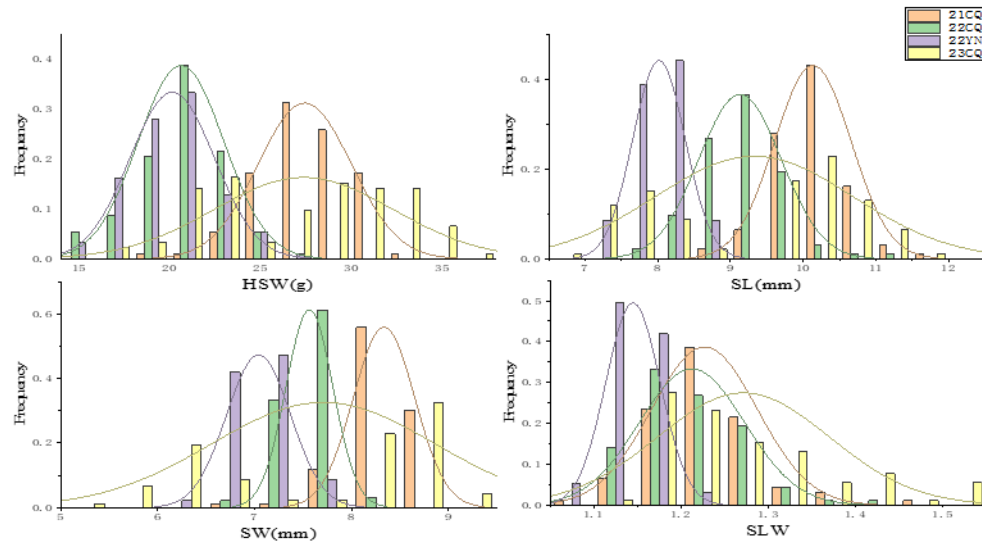 21CQ
22CQ
22YN
23CQ
0.4
0.3
0.2
0.1
0.0
Frequency
15 20 25 30 35
HSW(g)
0.4
0.2
0.0
Frequency
7 8 9 10 11 12
SL(mm)
0.6
0.4
0.2
0.0
Frequency
5 6 7 8 9
SW(mm)
0.5
0.4
0.3
0.2
0.1
0.0
Frequency
1.1 1.2 1.3 1.4 1.5
SLW